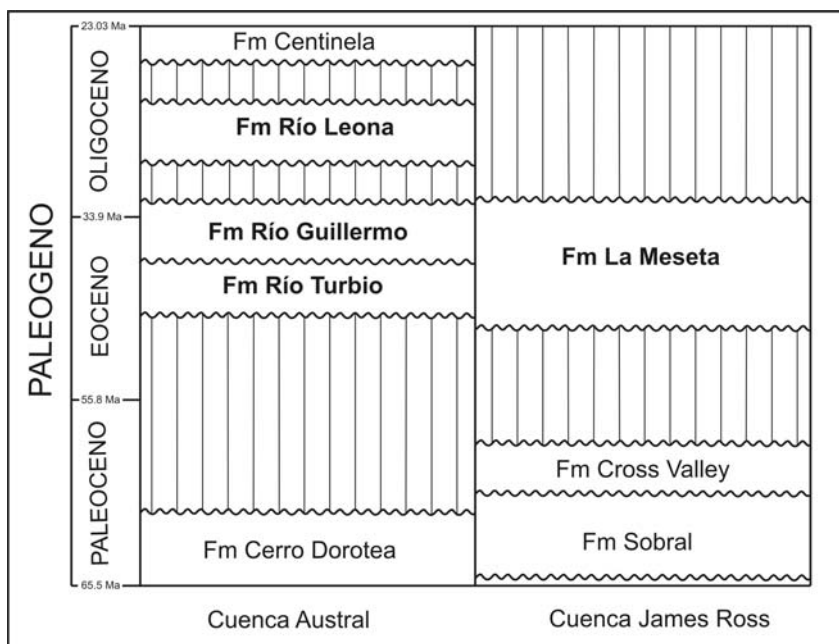 PALEOGENO
OLIGOCENO
EOCENO
PALEOCENO
23.03 Ma
33.9 Ma
55.8 Ma
65.5 Ma
Fm Centinela
Fm Río Leona
Fm Río Guillermo
Fm Río Turbio
Fm Cerro Dorotea
Cuenca Austral
Fm La Meseta
Fm Cross Valley
Fm Sobral
Cuenca James Ross